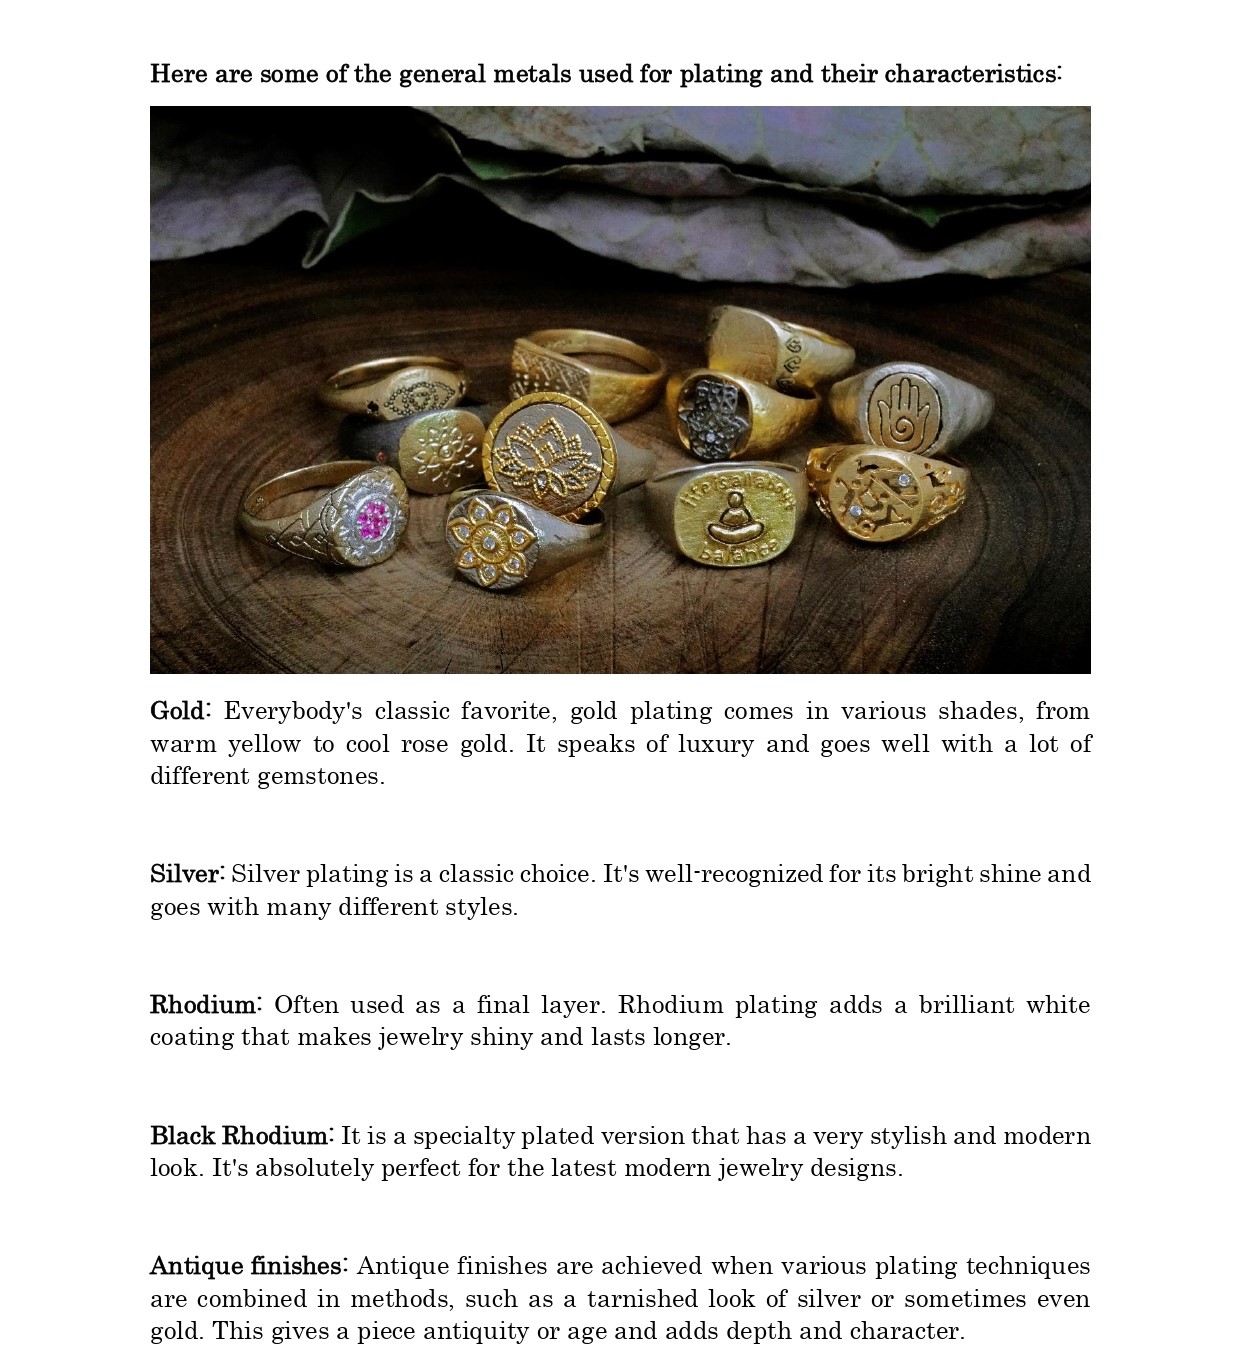 Here are some of the general metals used for plating and their characteristics:
life is all about
balance
Gold: Everybody's classic favorite, gold plating comes in various shades, from
warm yellow to cool rose gold. It speaks of luxury and goes well with a lot of
different gemstones.
Silver: Silver plating is a classic choice. It's well-recognized for its bright shine and
goes with many different styles.
Rhodium: Often used as a final layer. Rhodium plating adds a brilliant white
coating that makes jewelry shiny and lasts longer.
Black Rhodium: It is a specialty plated version that has a very stylish and modern
look. It's absolutely perfect for the latest modern jewelry designs.
Antique finishes: Antique finishes are achieved when various plating techniques
are combined in methods, such as a tarnished look of silver or sometimes even
gold. This gives a piece antiquity or age and adds depth and character.